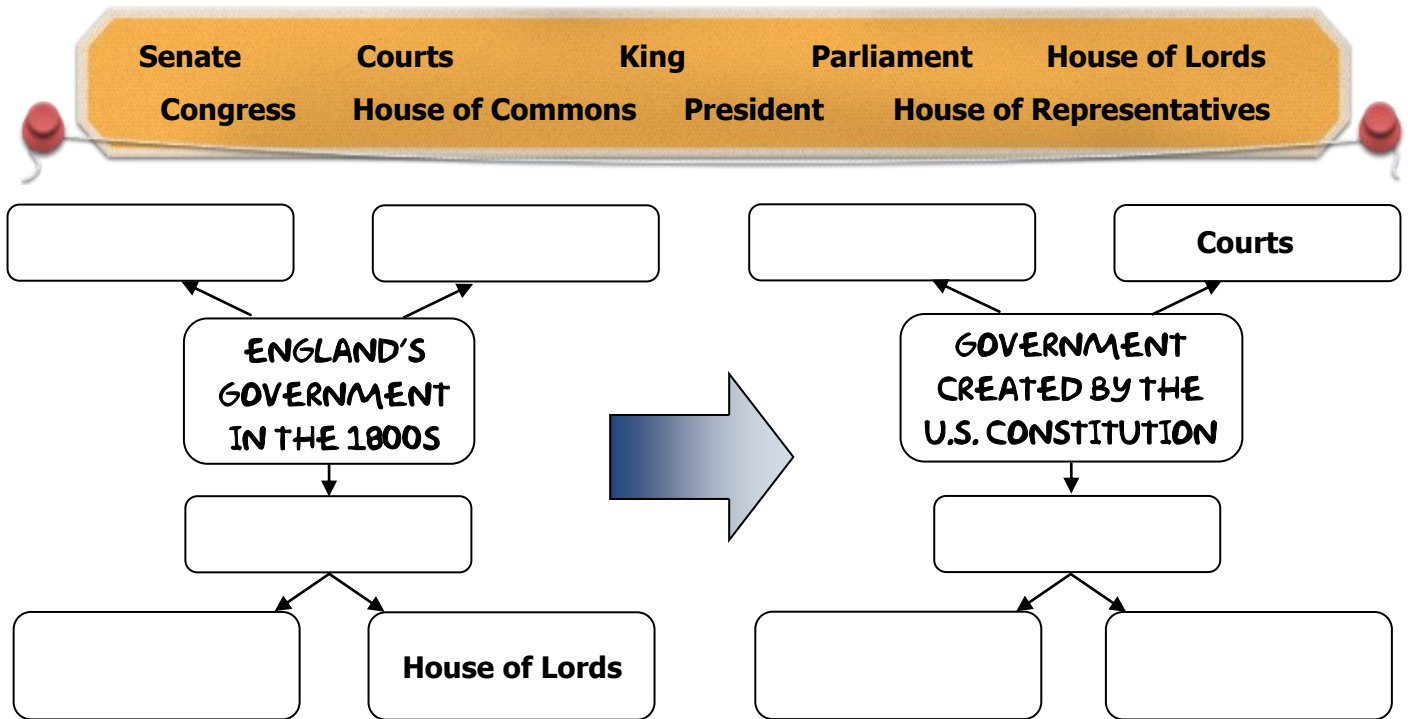 Senate Courts King Parliament House of Lords
Congress House of Commons President House of Representatives
Courts
ENGLAND'S
GOVERNMENT
IN THE 1800S
GOVERNMENT
CREATED BY THE
U.S. CONSTITUTION
House of Lords